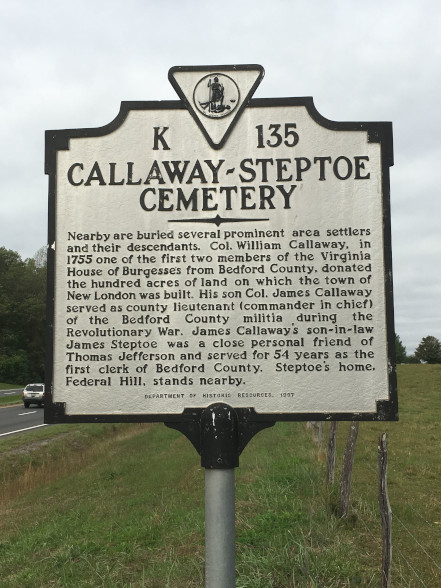 K 135
CALLAWAY-STEPTOE
CEMETERY
Nearby are buried several prominent area settlers
and their descendants. Col. William Callaway, in
1755 one of the first two members of the Virginia
House of Burgesses from Bedford County, donated
the hundred acres of land on which the town of
New London was built. His son Col. James Callaway
served as county lieutenant (commander in chief)
of the Bedford County militia during the
Revolutionary War. James Callaway's son-in-law
James Steptoe was a close personal friend of
Thomas Jefferson and served for 54 years as the
first clerk of Bedford County. Steptoe's home,
Federal Hill, stands nearby.
DEPARTMENT OF HISTORIC RESOURCES, 1997